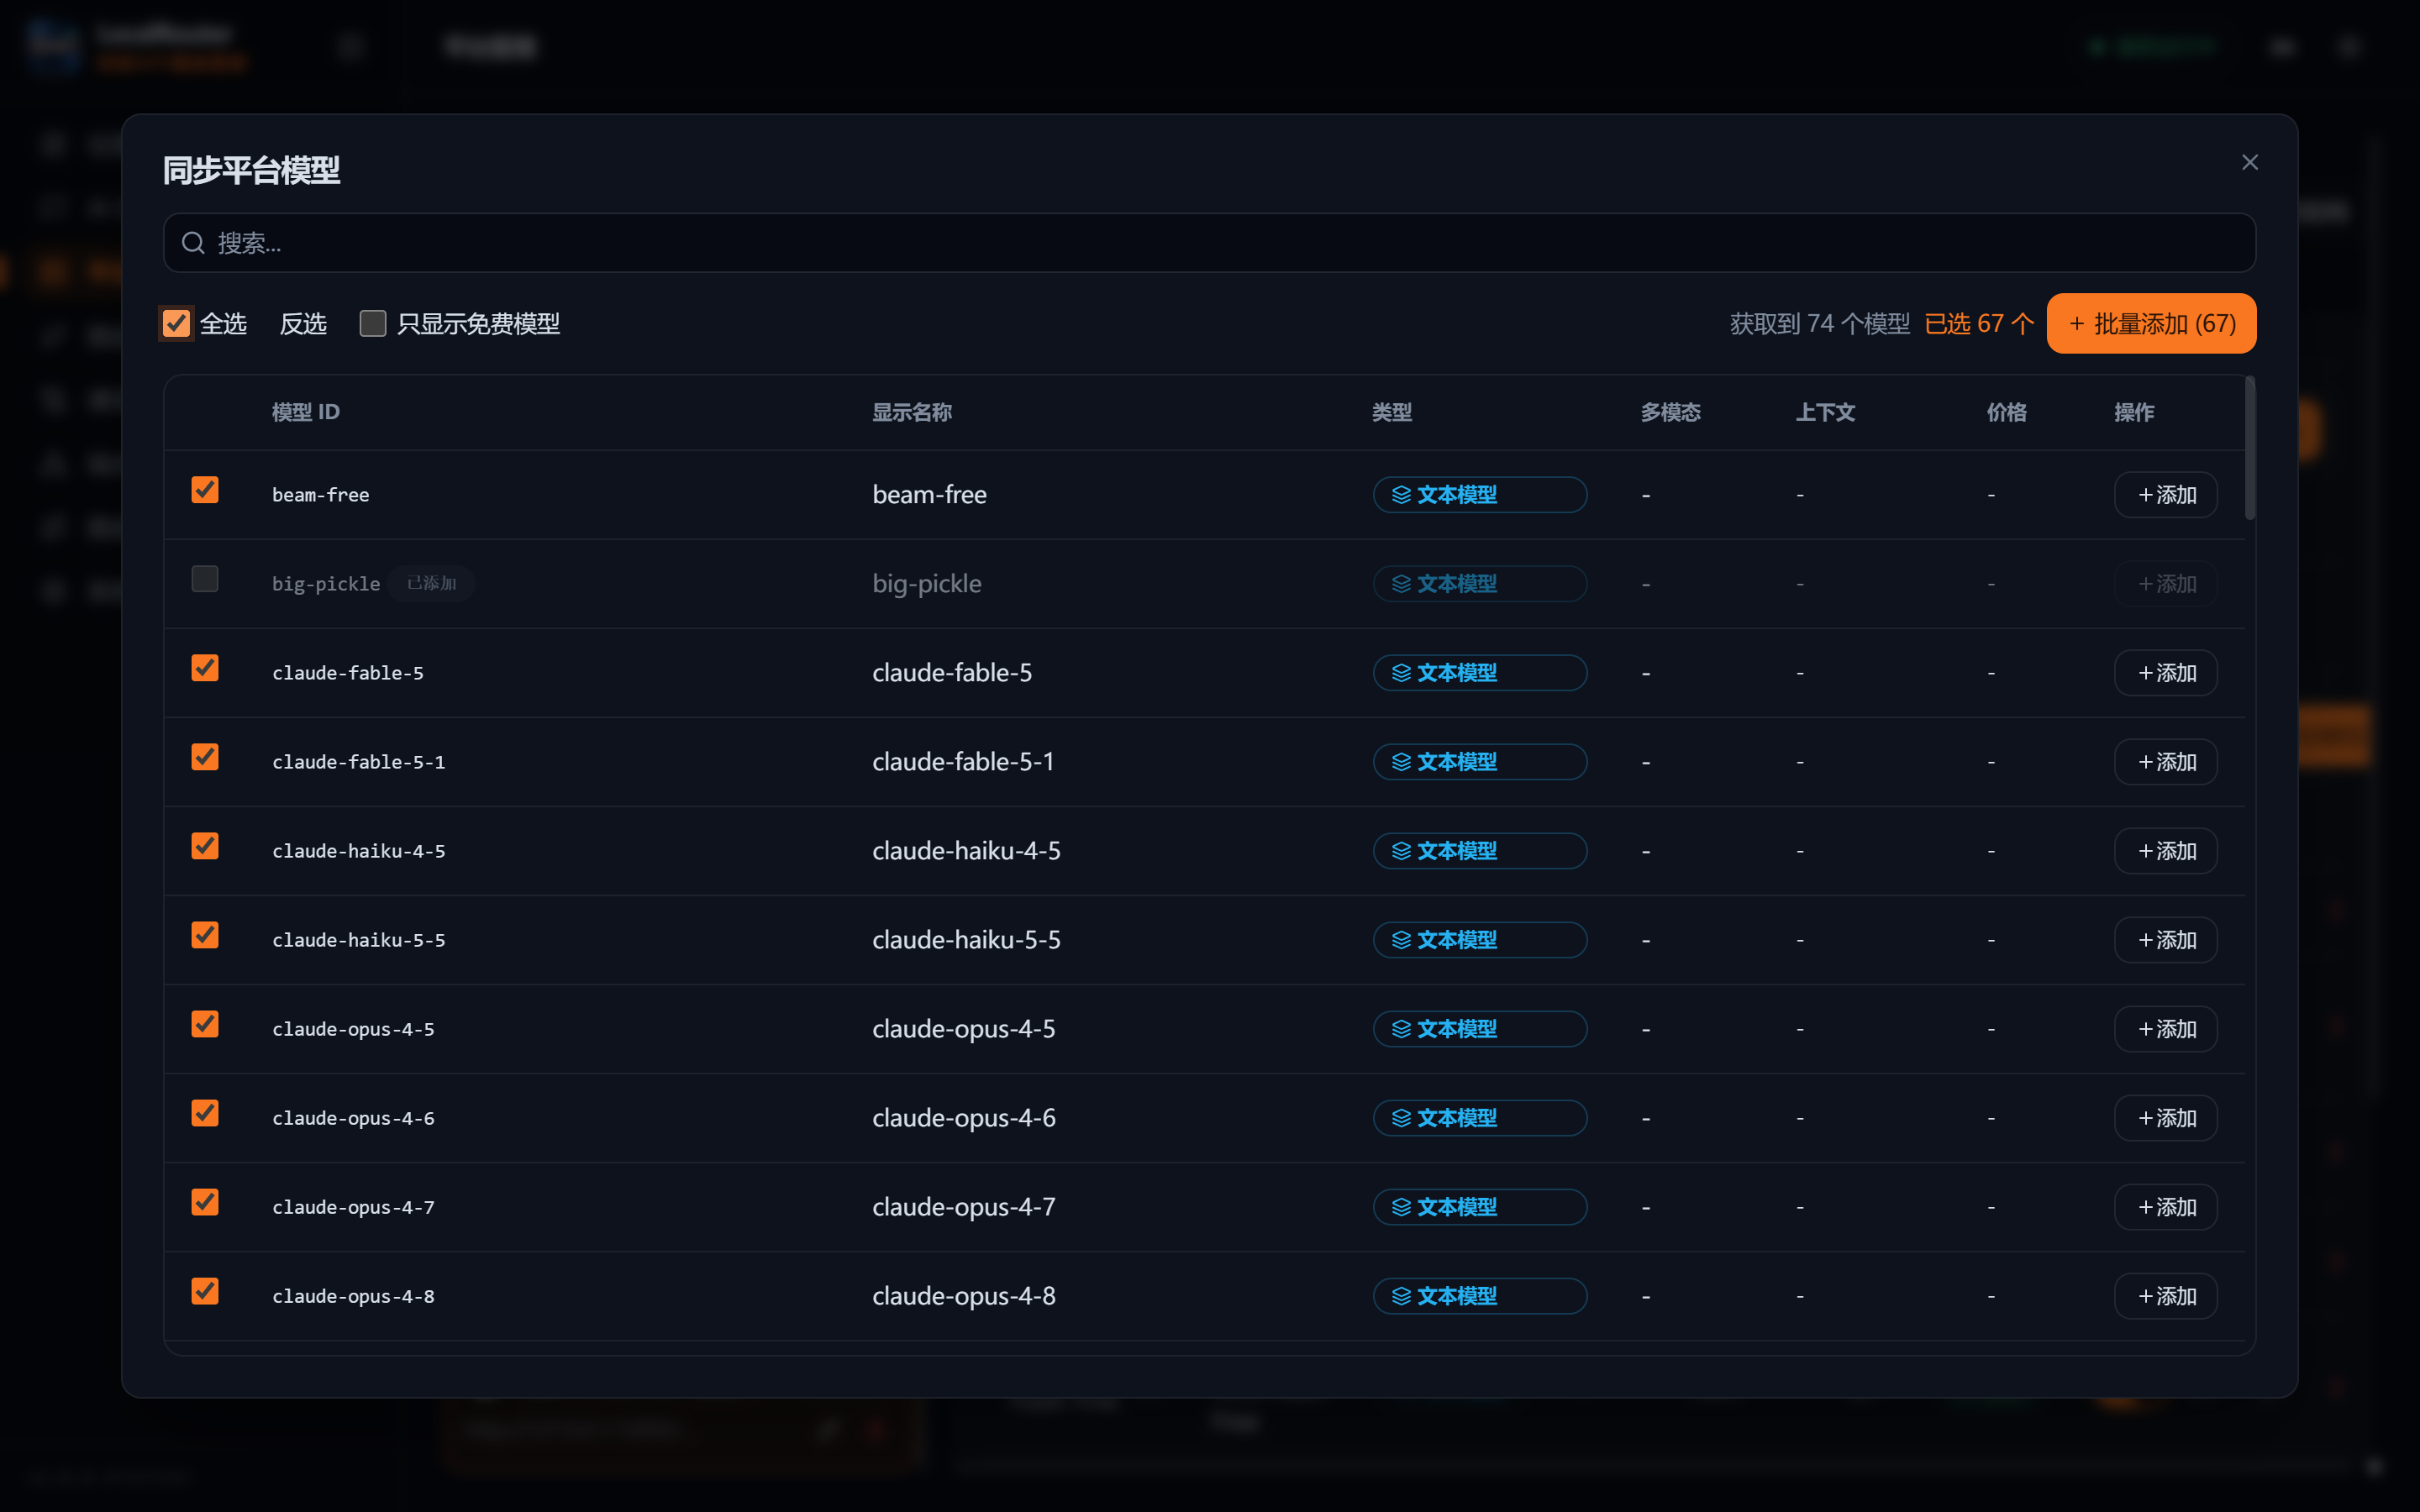 同步平台模型
搜索...
全选 反选 只显示免费模型 获取到 74 个模型 已选 67 个 + 批量添加 (67)
模型 ID 显示名称 类型 多模态 上下文 价格 操作
beam-free beam-free 文本模型 - - - +添加
big-pickle 已添加 big-pickle 文本模型 - - - +添加
claude-fable-5 claude-fable-5 文本模型 - - - +添加
claude-fable-5-1 claude-fable-5-1 文本模型 - - - +添加
claude-haiku-4-5 claude-haiku-4-5 文本模型 - - - +添加
claude-haiku-5-5 claude-haiku-5-5 文本模型 - - - +添加
claude-opus-4-5 claude-opus-4-5 文本模型 - - - +添加
claude-opus-4-6 claude-opus-4-6 文本模型 - - - +添加
claude-opus-4-7 claude-opus-4-7 文本模型 - - - +添加
claude-opus-4-8 claude-opus-4-8 文本模型 - - - +添加